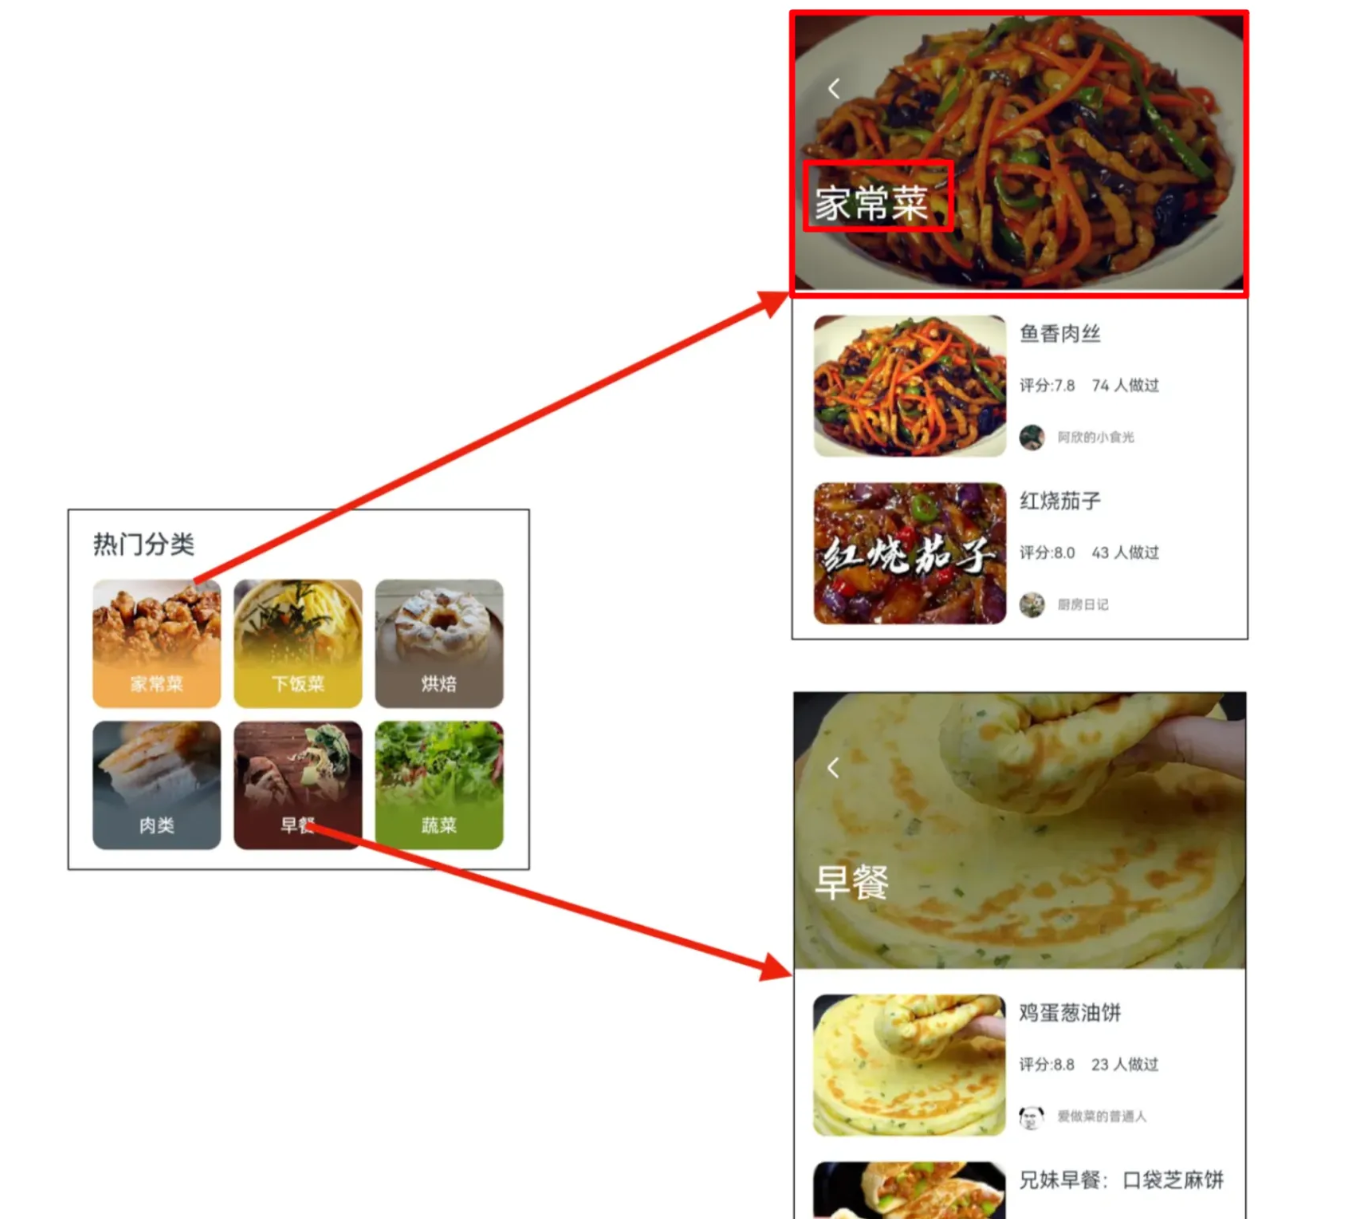 家常菜
鱼香肉丝
评分:7.8 74 人做过
阿欣的小食光
红烧茄子
红烧茄子
评分:8.0 43 人做过
厨房日记
热门分类
家常菜
下饭菜
烘焙
肉类
早餐
蔬菜
早餐
鸡蛋葱油饼
评分:8.8 23 人做过
爱做菜的普通人
兄妹早餐：口袋芝麻饼